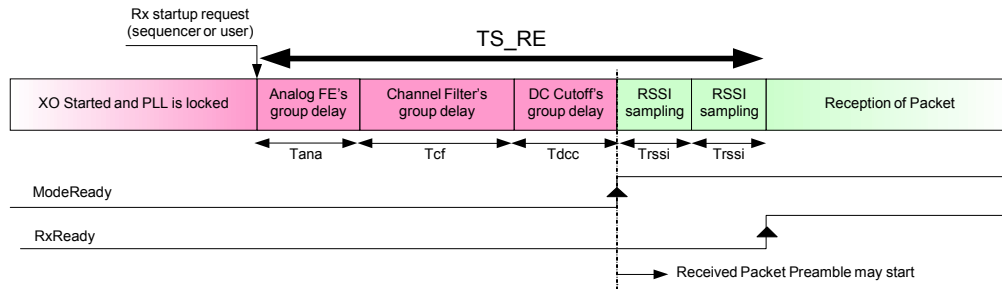 Rx startup request
(sequencer or user)
TS_RE
XO Started and PLL is locked
Analog FE's
group delay
Channel Filter's
group delay
DC Cutoff's
group delay
RSSI
sampling
RSSI
sampling
Reception of Packet
Tana
Tcf
Tdcc
Trssi
Trssi
ModeReady
RxReady
Received Packet Preamble may start